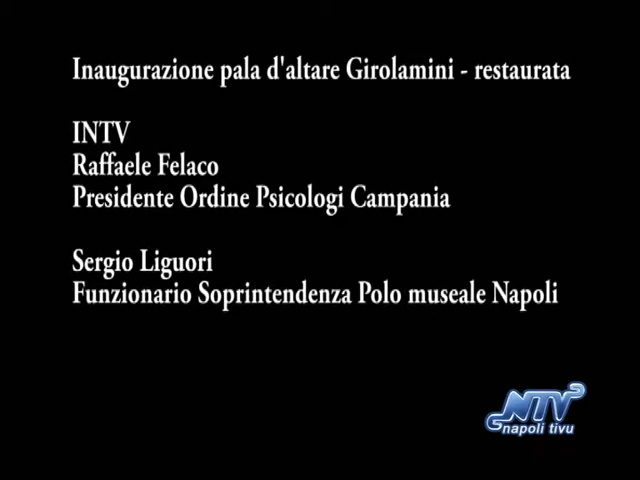 Inaugurazione pala d'altare Girolamini - restaurata
INTV
Raffaele Felaco
Presidente Ordine Psicologi Campania
Sergio Liguori
Funzionario Soprintendenza Polo museale Napoli
NTV
napoli tivu